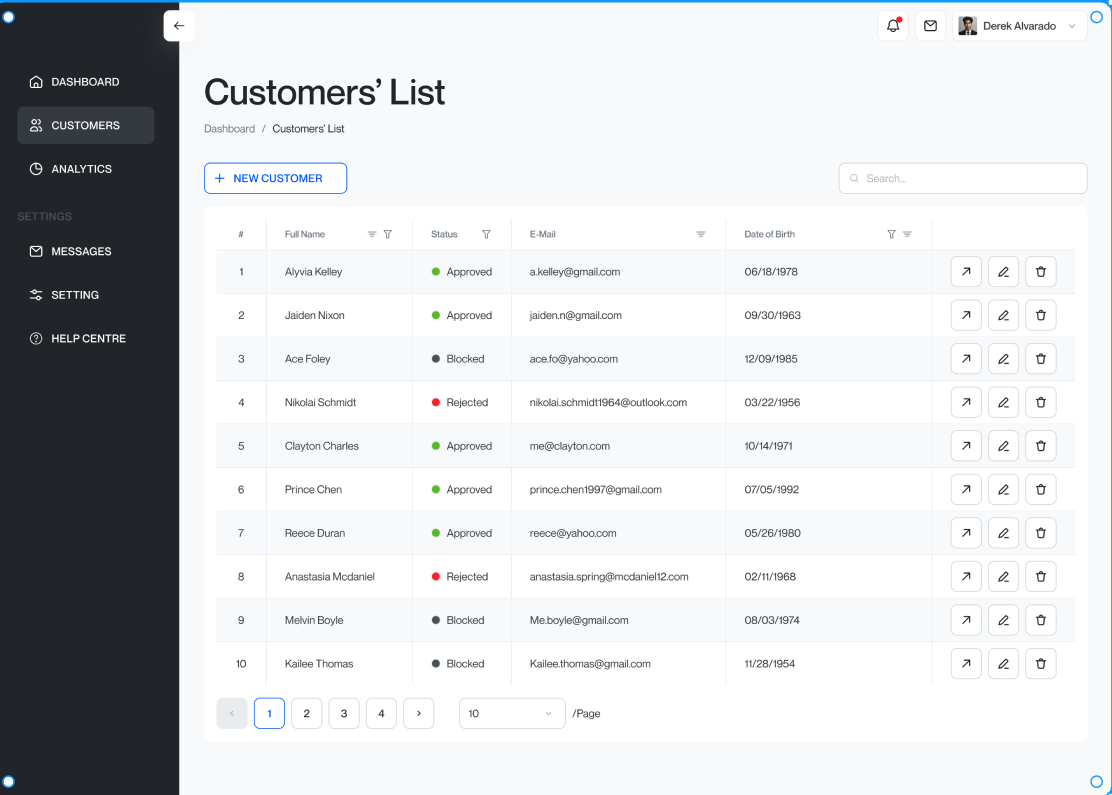 Derek Alvarado
DASHBOARD
CUSTOMERS
ANALYTICS
SETTINGS
MESSAGES
SETTING
HELP CENTRE
Customers’ List
Dashboard / Customers’ List
+ NEW CUSTOMER
Search...
# Full Name Status E-Mail Date of Birth
1 Alyvia Kelley Approved a.kelley@gmail.com 06/18/1978
2 Jaiden Nixon Approved jaiden.n@gmail.com 09/30/1963
3 Ace Foley Blocked ace.fo@yahoo.com 12/09/1985
4 Nikolai Schmidt Rejected nikolai.schmidt1964@outlook.com 03/22/1956
5 Clayton Charles Approved me@clayton.com 10/14/1971
6 Prince Chen Approved prince.chen1997@gmail.com 07/05/1992
7 Reece Duran Approved reece@yahoo.com 05/26/1980
8 Anastasia Mcdaniel Rejected anastasia.spring@mcdaniel12.com 02/11/1968
9 Melvin Boyle Blocked Me.boyle@gmail.com 08/03/1974
10 Kailee Thomas Blocked Kailee.thomas@gmail.com 11/28/1954
‹ 1 2 3 4 › 10 /Page